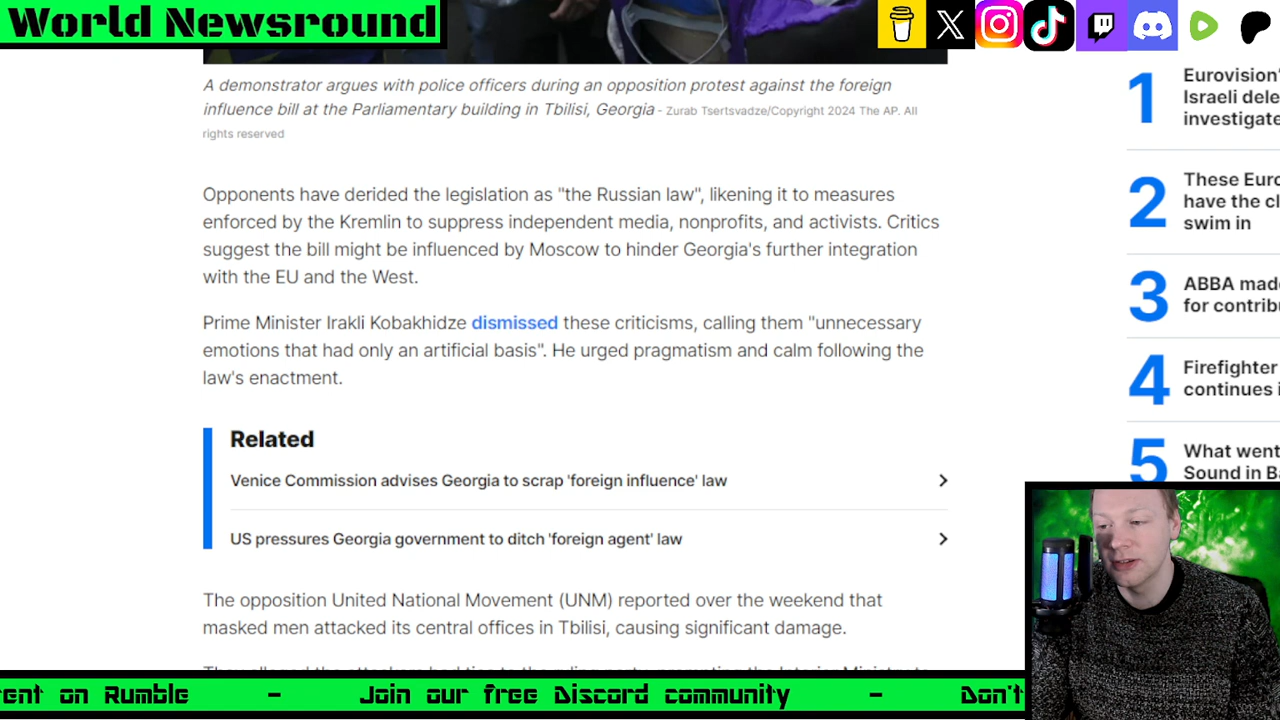 World Newsround
A demonstrator argues with police officers during an opposition protest against the foreign
influence bill at the Parliamentary building in Tbilisi, Georgia - Zurab Tsertsvadze/Copyright 2024 The AP. All
rights reserved
Opponents have derided the legislation as "the Russian law", likening it to measures
enforced by the Kremlin to suppress independent media, nonprofits, and activists. Critics
suggest the bill might be influenced by Moscow to hinder Georgia's further integration
with the EU and the West.
Prime Minister Irakli Kobakhidze dismissed these criticisms, calling them "unnecessary
emotions that had only an artificial basis". He urged pragmatism and calm following the
law's enactment.
Related
Venice Commission advises Georgia to scrap 'foreign influence' law
US pressures Georgia government to ditch 'foreign agent' law
The opposition United National Movement (UNM) reported over the weekend that
masked men attacked its central offices in Tbilisi, causing significant damage.
1
Eurovision'
Israeli dele
investigate
2
These Euro
have the cl
swim in
3
ABBA made
for contribu
4
Firefighter
continues i
5
What went
Sound in Ba
ent on Rumble - Join our free Discord community - Don't